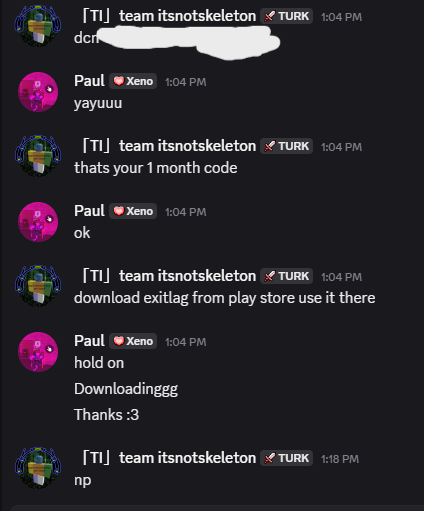 「TI」 team itsnotskeleton TURK 1:04 PM
Paul Xeno 1:04 PM
yayuuu
「TI」 team itsnotskeleton TURK 1:04 PM
thats your 1 month code
Paul Xeno 1:04 PM
ok
「TI」 team itsnotskeleton TURK 1:04 PM
download exitlag from play store use it there
Paul Xeno 1:04 PM
hold on
Downloadinggg
Thanks :3
「TI」 team itsnotskeleton TURK 1:18 PM
np